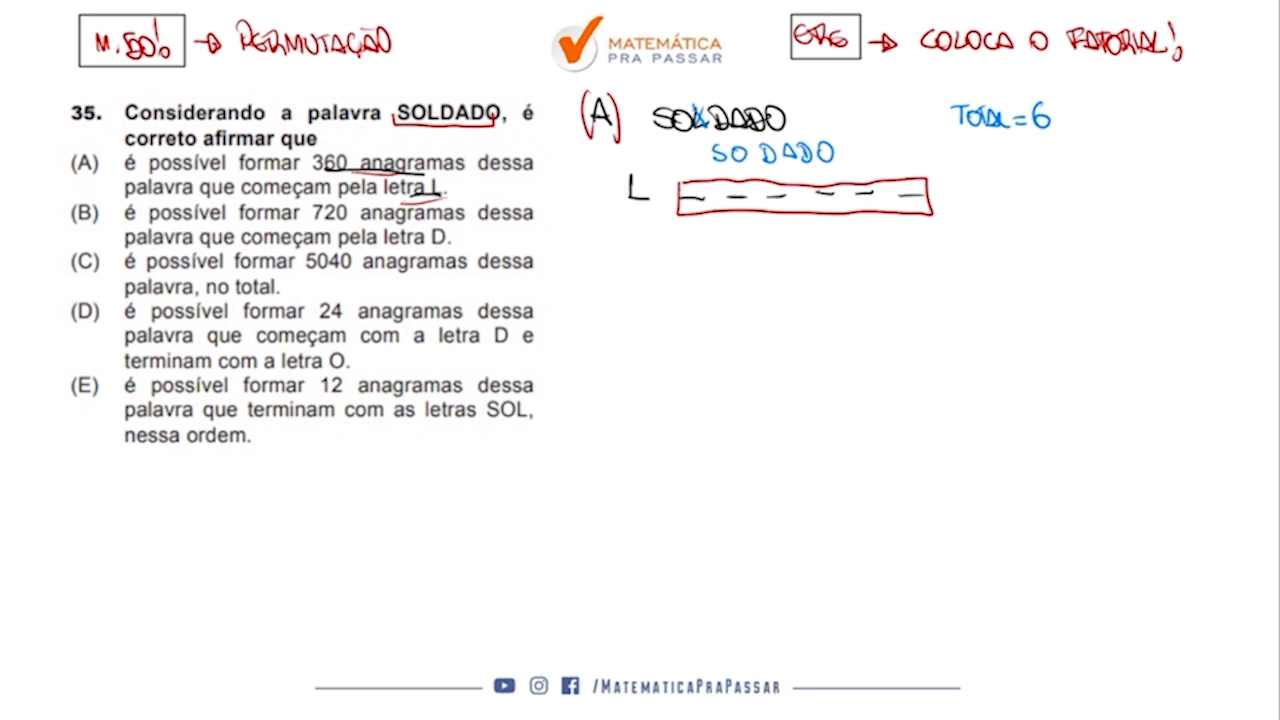 M. SÓ! → PERMUTAÇÃO
MATEMÁTICA
PRA PASSAR
→ COLOCA O FATORIAL!
35. Considerando a palavra SOLDADO, é
correto afirmar que
(A) é possível formar 360 anagramas dessa
palavra que começam pela letra L.
(B) é possível formar 720 anagramas dessa
palavra que começam pela letra D.
(C) é possível formar 5040 anagramas dessa
palavra, no total.
(D) é possível formar 24 anagramas dessa
palavra que começam com a letra D e
terminam com a letra O.
(E) é possível formar 12 anagramas dessa
palavra que terminam com as letras SOL,
nessa ordem.
(A) SOLDADO
TOTAL = 6
SO DADO
L
/MATEMATICAPRAPASSAR